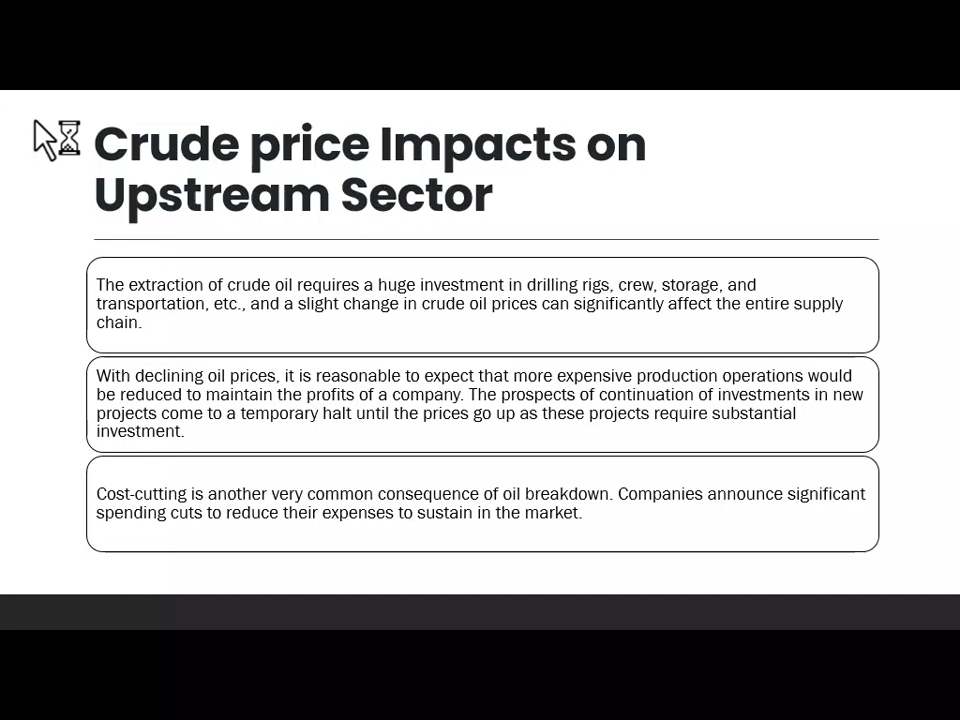 Crude price Impacts on
Upstream Sector
The extraction of crude oil requires a huge investment in drilling rigs, crew, storage, and
transportation, etc., and a slight change in crude oil prices can significantly affect the entire supply
chain.
With declining oil prices, it is reasonable to expect that more expensive production operations would
be reduced to maintain the profits of a company. The prospects of continuation of investments in new
projects come to a temporary halt until the prices go up as these projects require substantial
investment.
Cost-cutting is another very common consequence of oil breakdown. Companies announce significant
spending cuts to reduce their expenses to sustain in the market.